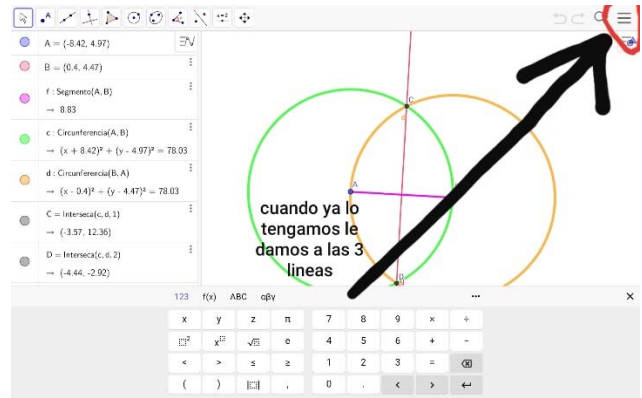 A = (-8.42, 4.97)
B = (0.4, 4.47)
f : Segmento(A, B)
→ 8.83
c : Circunferencia(A, B)
→ (x + 8.42)² + (y - 4.97)² = 78.03
d : Circunferencia(B, A)
→ (x - 0.4)² + (y - 4.47)² = 78.03
C = Interseca(c, d, 1)
→ (-3.57, 12.36)
D = Interseca(c, d, 2)
→ (-4.44, -2.92)
C
A
D
cuando ya lo
tengamos le
damos a las 3
lineas
123 f(x) ABC αβγ ...
x y z π 7 8 9 × ÷
□² x□ √□ e 4 5 6 + -
< > ≤ ≥ 1 2 3 =
( ) |□| , 0 . < >